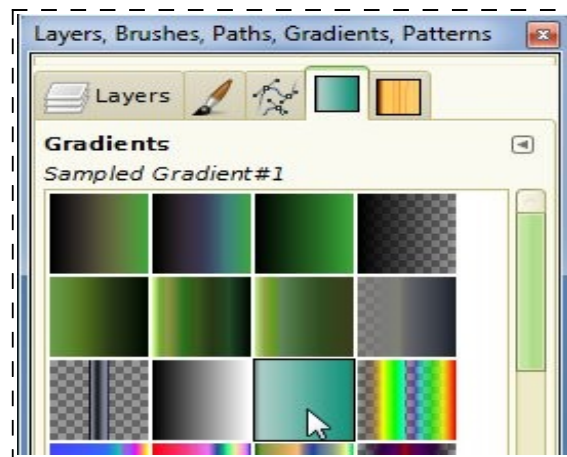 Layers, Brushes, Paths, Gradients, Patterns
Layers
Gradients
Sampled Gradient#1